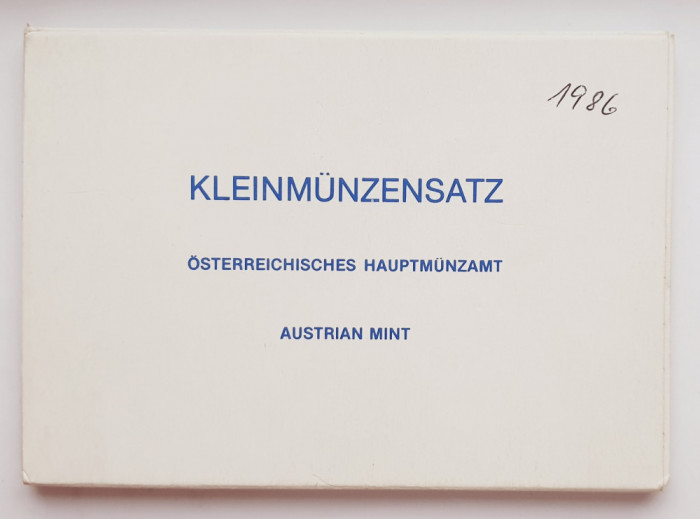 1986
KLEINMÜNZENSATZ
ÖSTERREICHISCHES HAUPTMÜNZAMT
AUSTRIAN MINT